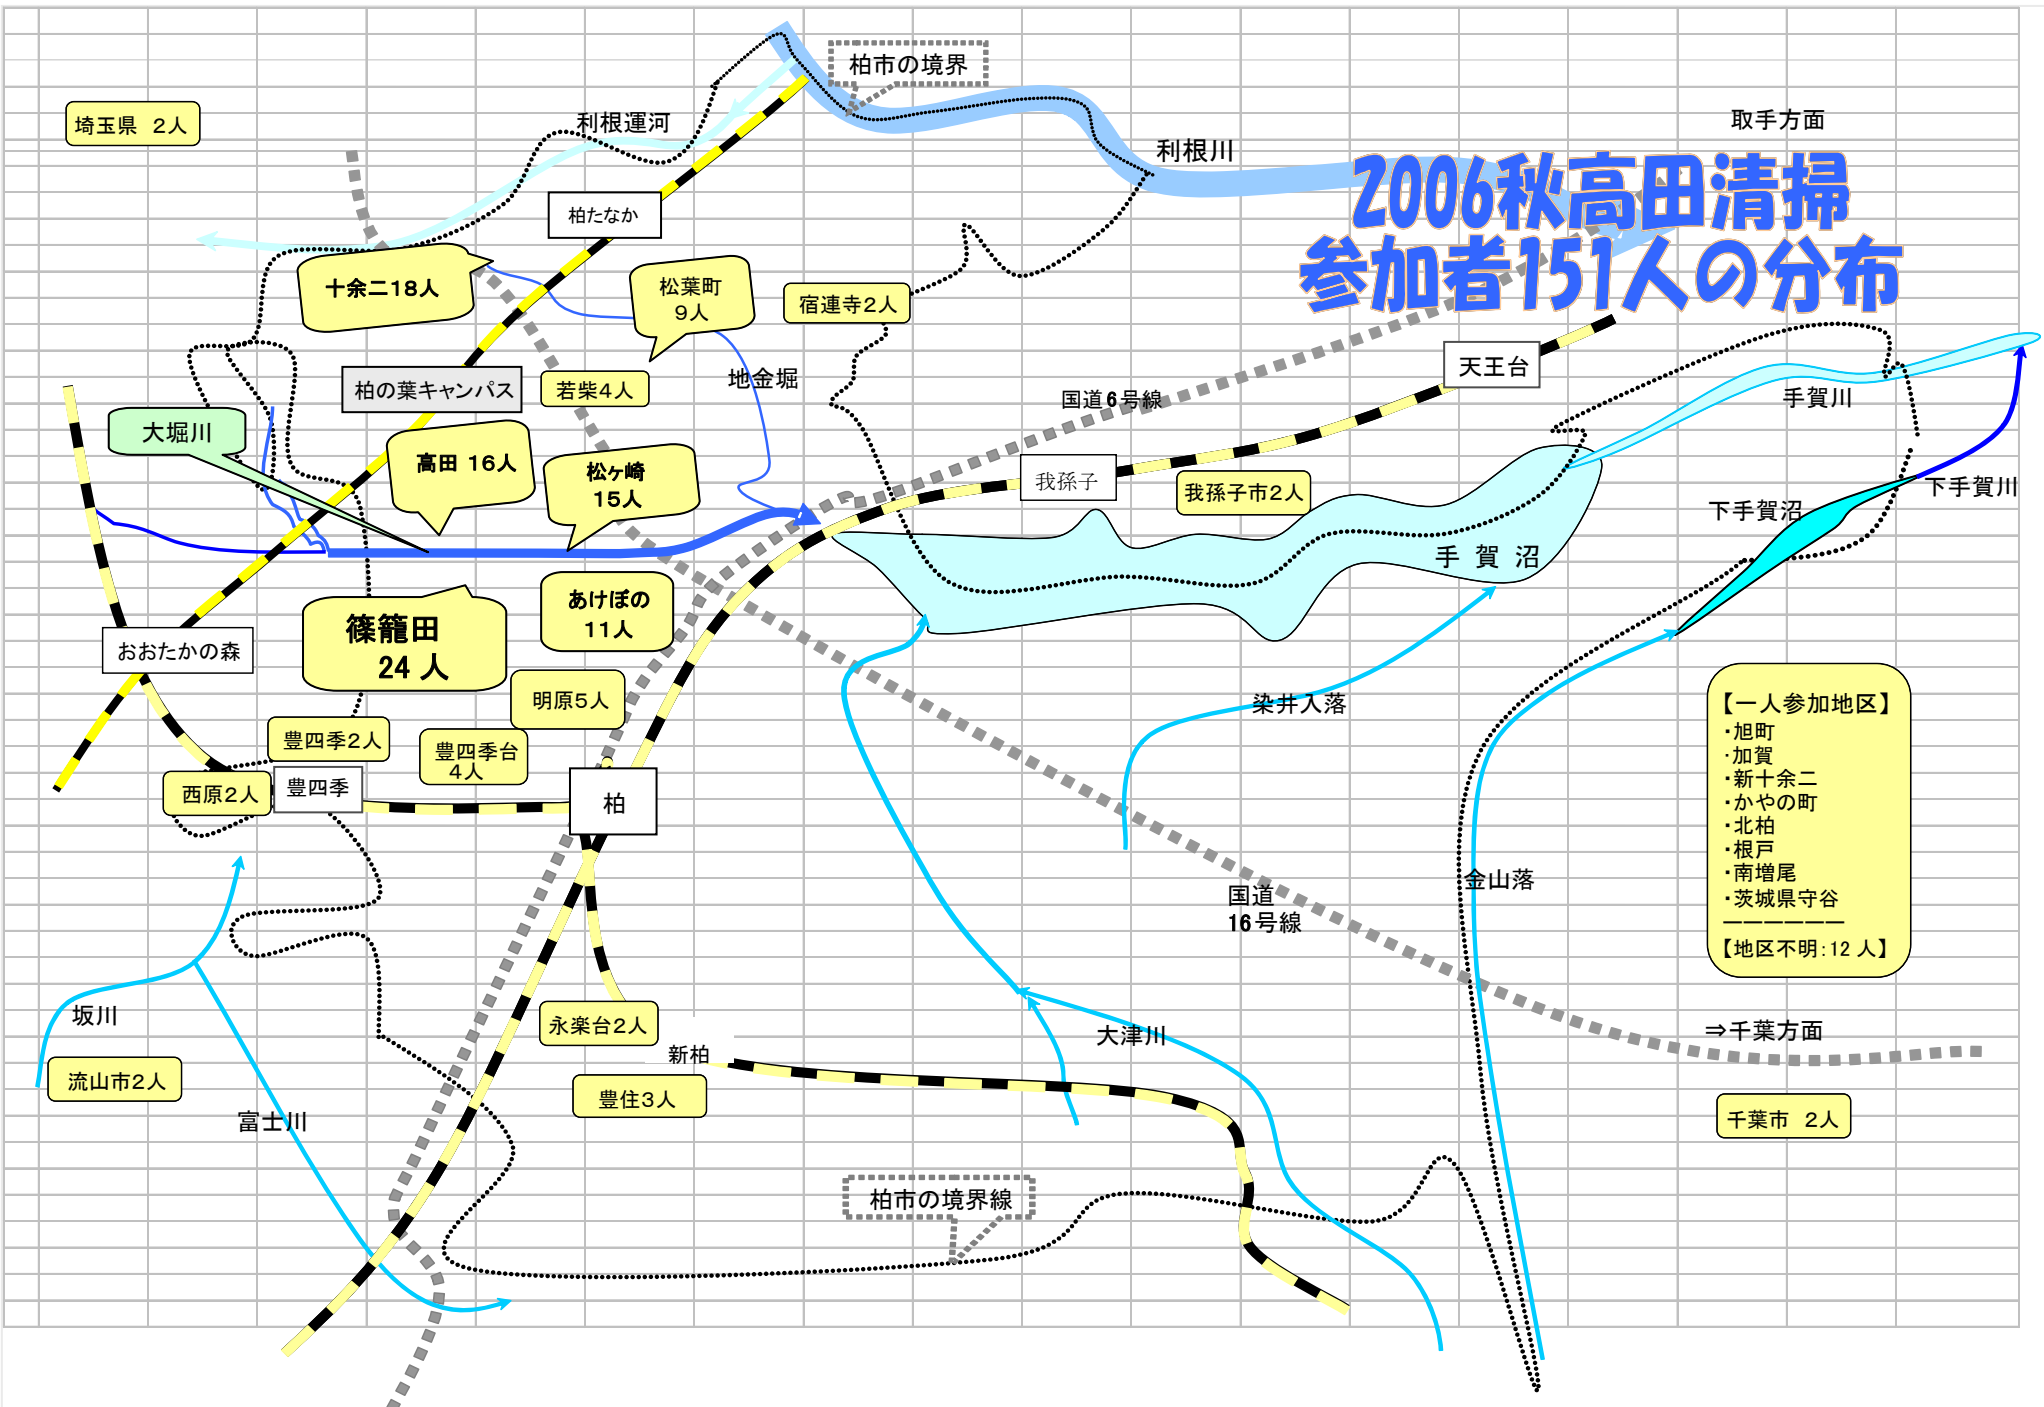 柏市の境界
埼玉県 2人
利根運河
取手方面
利根川
2006秋高田清掃
参加者151人の分布
柏たなか
十余二18人
松葉町
9人
宿連寺2人
天王台
柏の葉キャンパス
若柴4人
地金堀
国道6号線
手賀川
大堀川
高田 16人
松ヶ崎
15人
我孫子
我孫子市2人
下手賀川
下手賀沼
手 賀 沼
あけぼの
11人
篠籠田
24 人
おおたかの森
明原5人
染井入落
豊四季2人
豊四季台
4人
西原2人
豊四季
柏
【一人参加地区】
・旭町
・加賀
・新十余二
・かやの町
・北柏
・根戸
・南増尾
・茨城県守谷
ーーーーーー
【地区不明:12 人】
金山落
国道
16号線
坂川
永楽台2人
大津川
⇒千葉方面
新柏
流山市2人
豊住3人
富士川
千葉市 2人
柏市の境界線